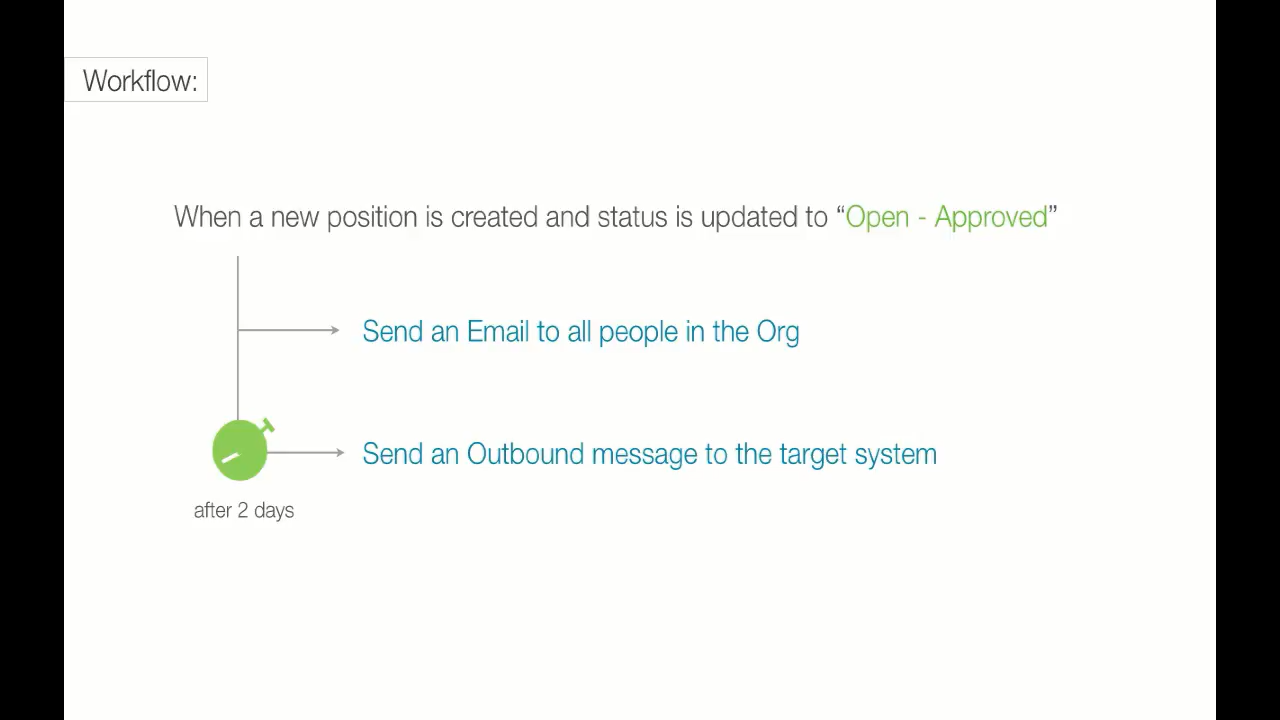 Workflow:
When a new position is created and status is updated to “Open - Approved”
Send an Email to all people in the Org
Send an Outbound message to the target system
after 2 days